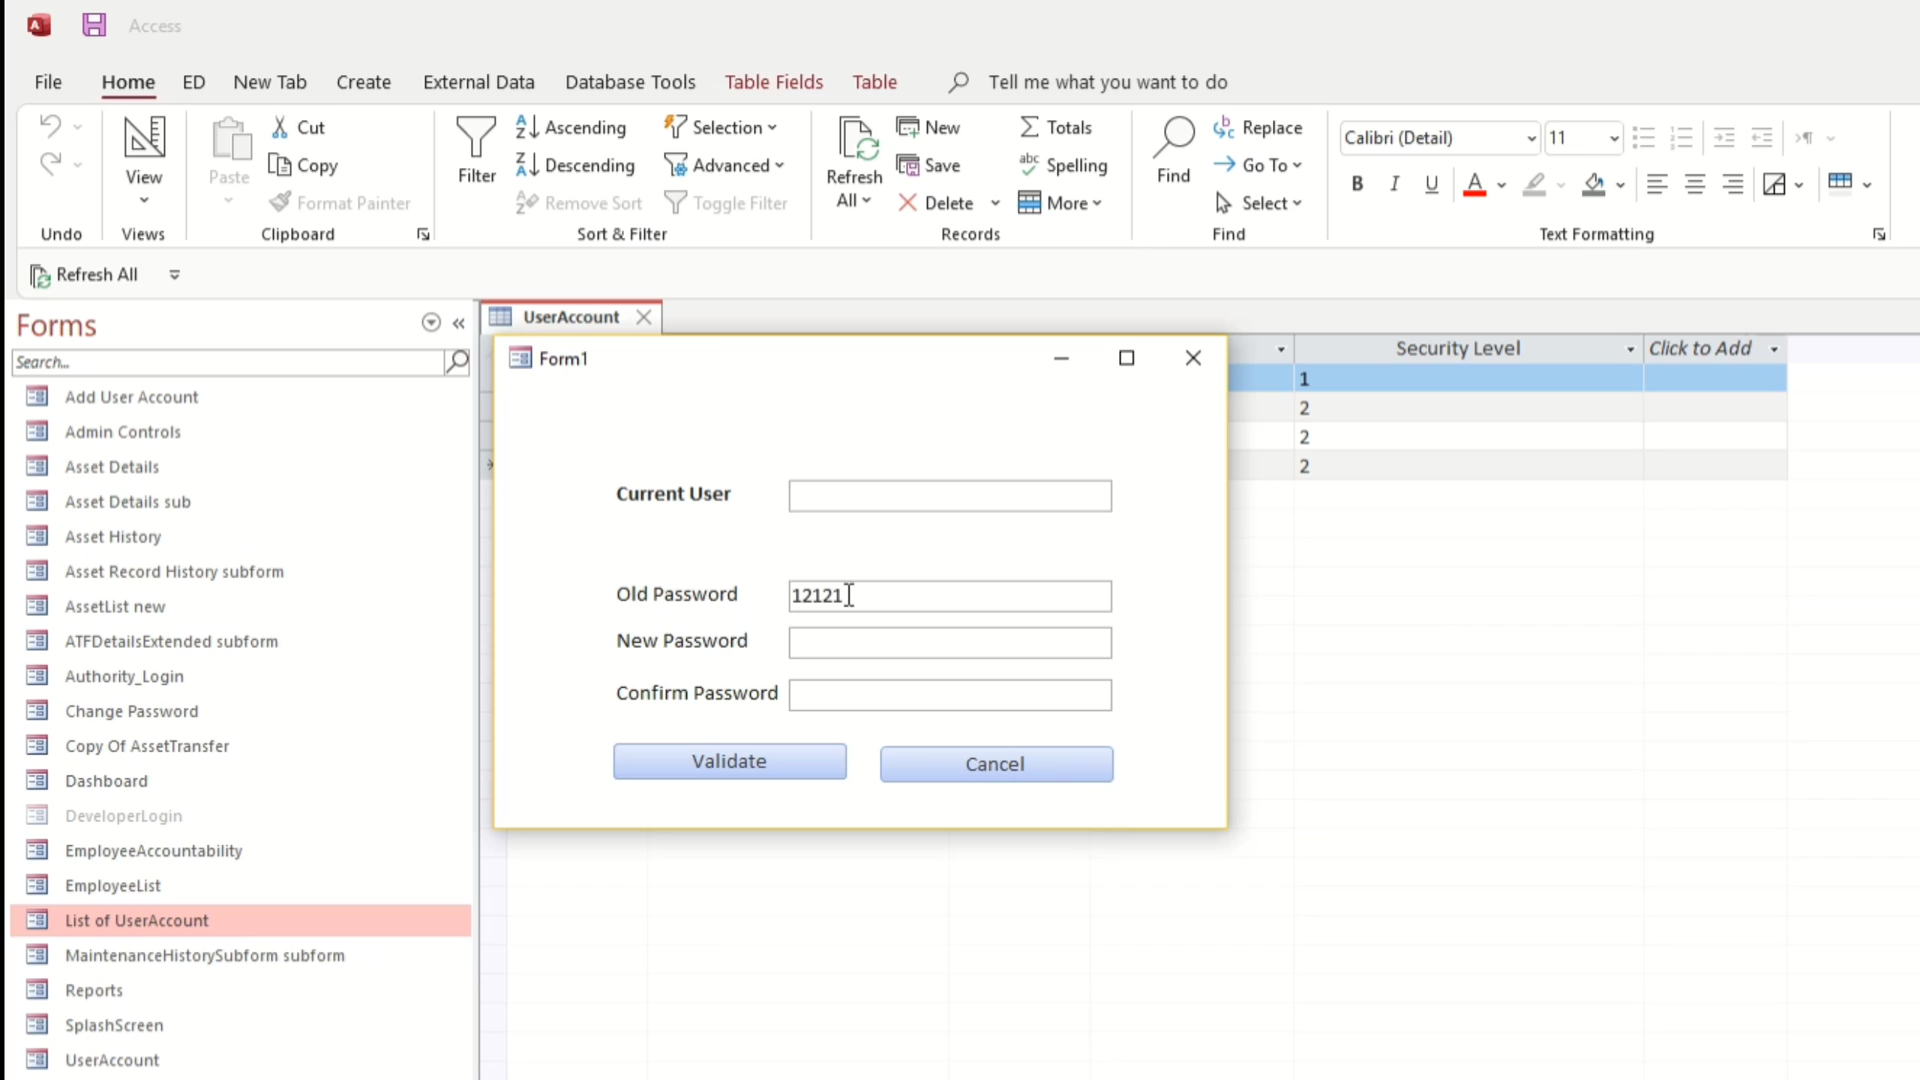 Access
File Home ED New Tab Create External Data Database Tools Table Fields Table Tell me what you want to do
View
Paste
Cut
Copy
Format Painter
Filter
Ascending
Descending
Remove Sort
Selection
Advanced
Toggle Filter
Refresh
All
New
Save
Delete
Totals
Spelling
More
Find
Replace
Go To
Select
Calibri (Detail) 11
B I U A
Undo Views Clipboard Sort & Filter Records Find Text Formatting
Refresh All
Forms
Search...
Add User Account
Admin Controls
Asset Details
Asset Details sub
Asset History
Asset Record History subform
AssetList new
ATFDetailsExtended subform
Authority_Login
Change Password
Copy Of AssetTransfer
Dashboard
DeveloperLogin
EmployeeAccountability
EmployeeList
List of UserAccount
MaintenanceHistorySubform subform
Reports
SplashScreen
UserAccount
UserAccount
Security Level Click to Add
1
2
2
2
Form1
Current User
Old Password 12121
New Password
Confirm Password
Validate Cancel